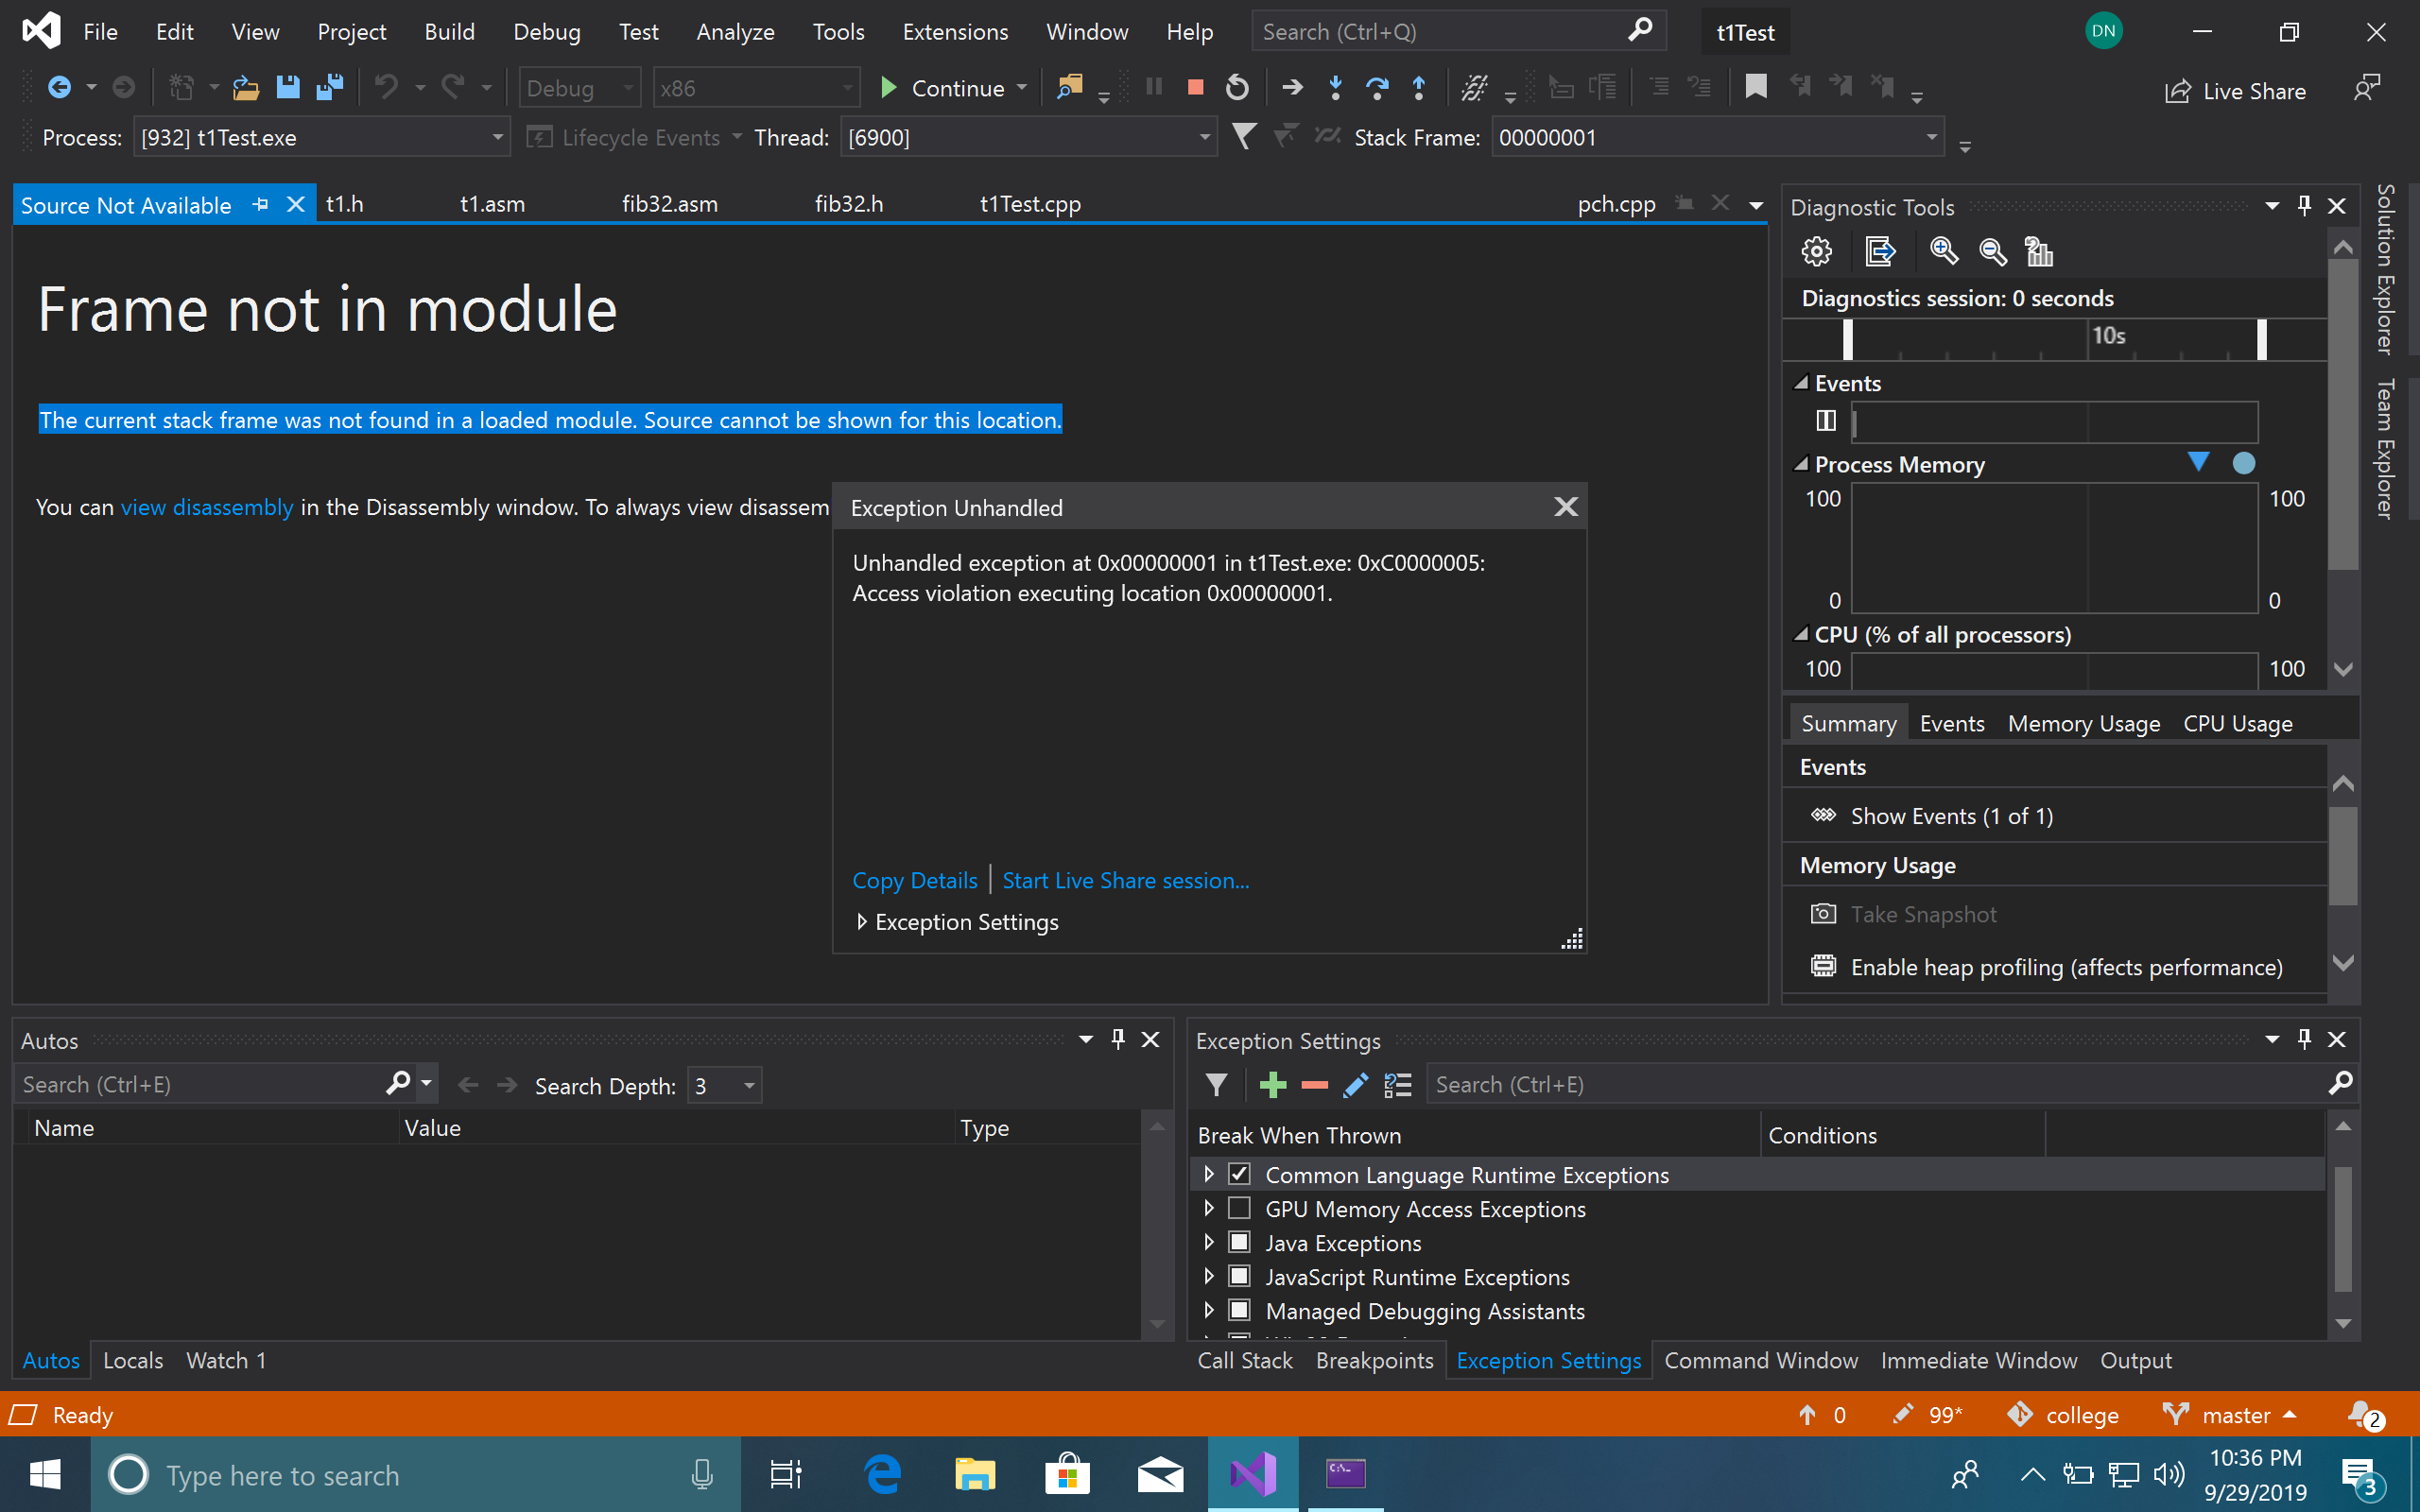 File Edit View Project Build Debug Test Analyze Tools Extensions Window Help Search (Ctrl+Q) t1Test DN
Debug x86 Continue Live Share
Process: [932] t1Test.exe Lifecycle Events Thread: [6900] Stack Frame: 00000001
Source Not Available t1.h t1.asm fib32.asm fib32.h t1Test.cpp pch.cpp
Frame not in module
The current stack frame was not found in a loaded module. Source cannot be shown for this location.
You can view disassembly in the Disassembly window. To always view disassem
Exception Unhandled
Unhandled exception at 0x00000001 in t1Test.exe: 0xC0000005:
Access violation executing location 0x00000001.
Copy Details Start Live Share session...
Exception Settings
Diagnostic Tools
Diagnostics session: 0 seconds
10s
Events
Process Memory
100 100
0 0
CPU (% of all processors)
100 100
Summary Events Memory Usage CPU Usage
Events
Show Events (1 of 1)
Memory Usage
Take Snapshot
Enable heap profiling (affects performance)
Solution Explorer
Team Explorer
Autos
Search (Ctrl+E) Search Depth: 3
Name Value Type
Autos Locals Watch 1
Exception Settings
Search (Ctrl+E)
Break When Thrown Conditions
Common Language Runtime Exceptions
GPU Memory Access Exceptions
Java Exceptions
JavaScript Runtime Exceptions
Managed Debugging Assistants
Call Stack Breakpoints Exception Settings Command Window Immediate Window Output
Ready 0 99* college master 2
Type here to search
10:36 PM
9/29/2019
3